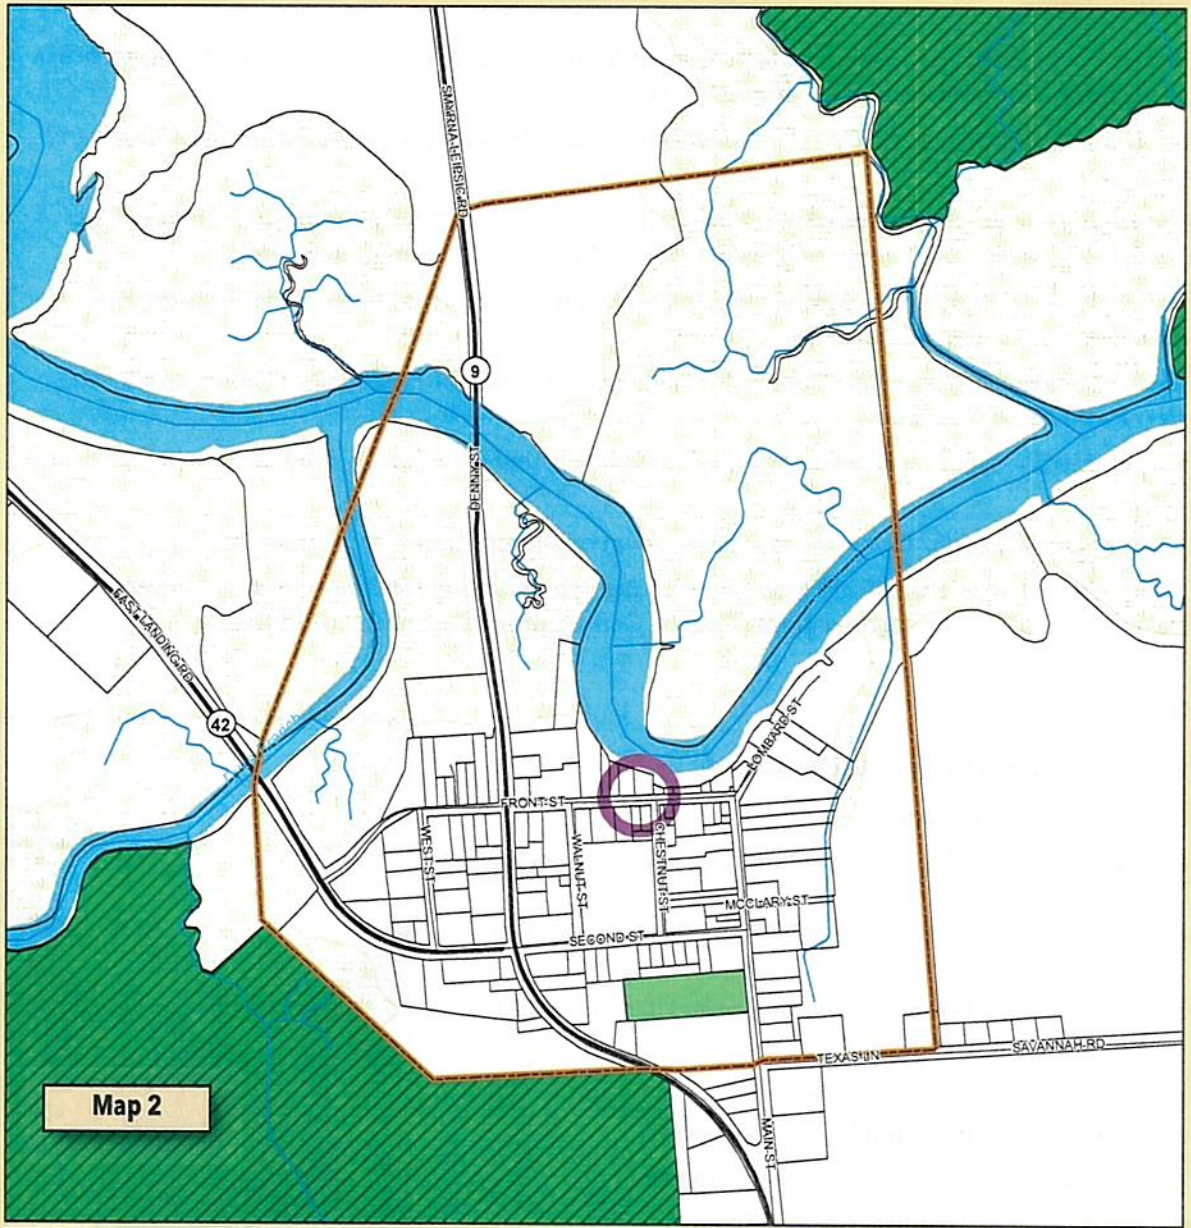 SMYRNA-LEIPSIC RD
9
DENNY ST
EAST LANDING RD
42
LOMBARD ST
FRONT ST
WEST ST
WALNUT ST
CHESTNUT ST
MCCLARY ST
SECOND ST
TEXAS LN
SAVANNAH RD
MAIN ST
Map 2